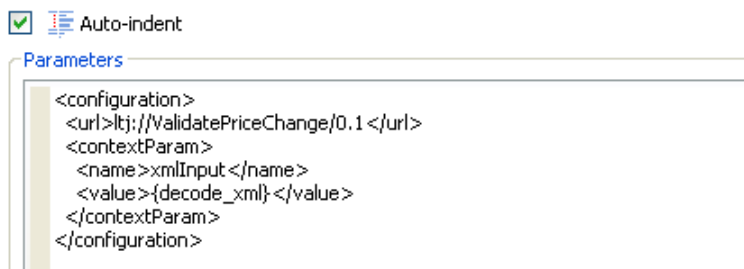 Auto-indent
Parameters
<configuration>
<url>ltj://ValidatePriceChange/0.1</url>
<contextParam>
<name>xmlInput</name>
<value>{decode_xml}</value>
</contextParam>
</configuration>